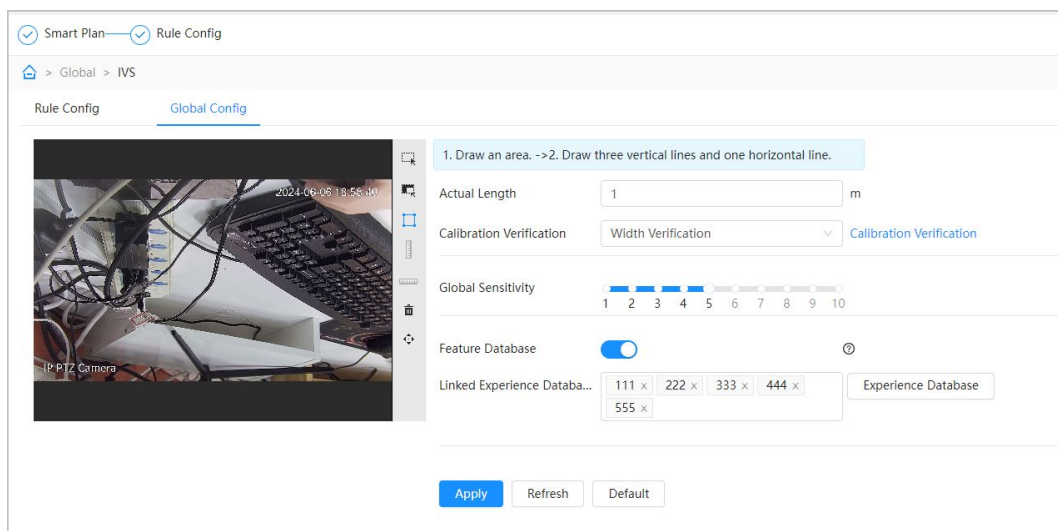 Smart Plan Rule Config
> Global > IVS
Rule Config Global Config
1. Draw an area. ->2. Draw three vertical lines and one horizontal line.
2024-06-06 18:58:40
Actual Length 1 m
Calibration Verification Width Verification Calibration Verification
Global Sensitivity
1 2 3 4 5 6 7 8 9 10
Feature Database
IP PTZ Camera
Linked Experience Databa... 111 x 222 x 333 x 444 x Experience Database
555 x
Apply Refresh Default